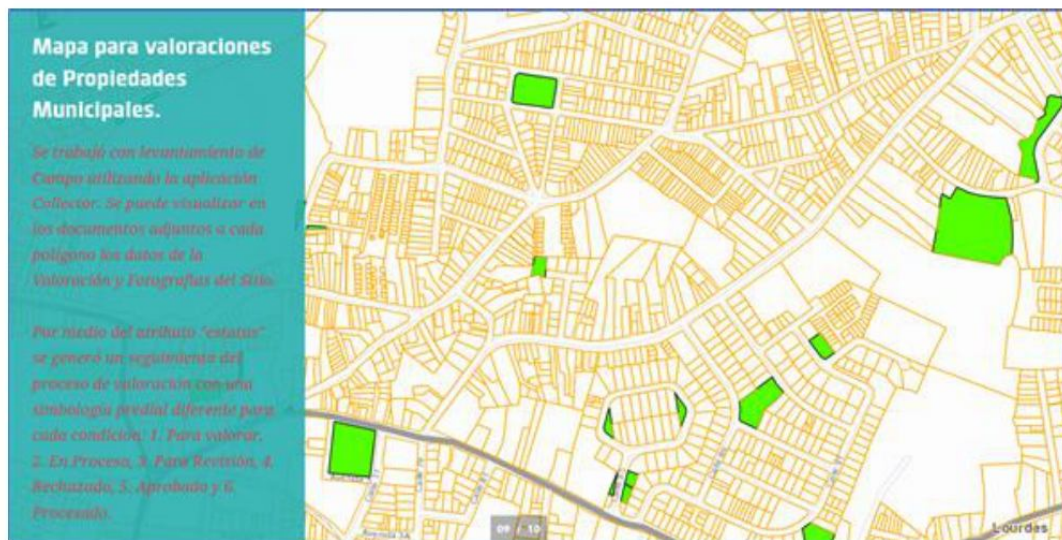 Mapa para valoraciones
de Propiedades
Municipales.
Se trabajó con levantamiento de
Campo utilizando la aplicación
Collector. Se puede visualizar en
los documentos adjuntos a cada
polígono los datos de la
Valoración y Fotografías del Sitio.
Por medio del atributo "estatus"
se generó un seguimiento del
proceso de valoración con una
simbología predial diferente para
cada condición: 1. Para valorar,
2. En Proceso, 3. Para Revisión, 4.
Rechazado, 5. Aprobado y 6.
Procesado.
09 / 10
Lourdes